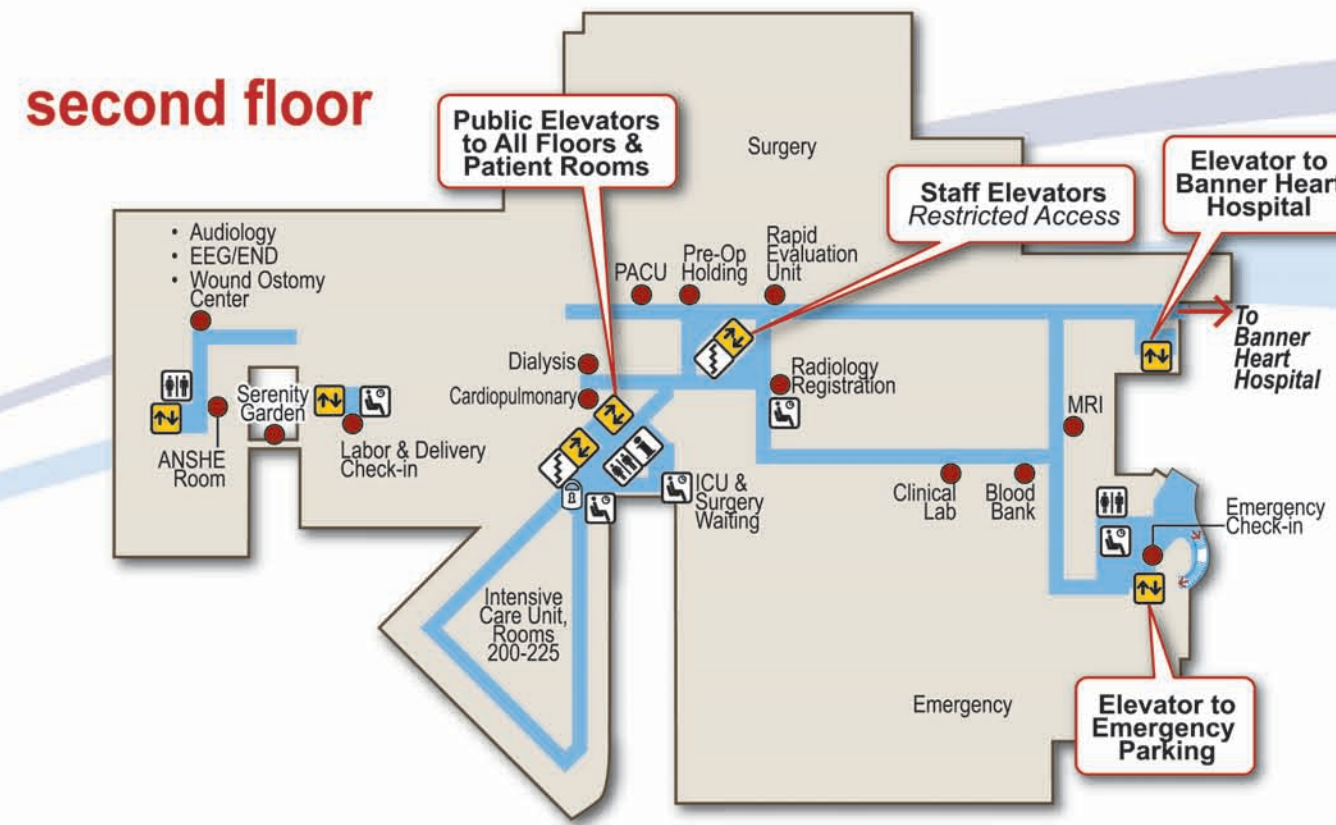 second floor
Public Elevators
to All Floors &
Patient Rooms
Surgery
Staff Elevators
Restricted Access
Elevator to
Banner Heart
Hospital
• Audiology
• EEG/END
• Wound Ostomy
Center
PACU
Pre-Op
Holding
Rapid
Evaluation
Unit
To
Banner
Heart
Hospital
Dialysis
Cardiopulmonary
Radiology
Registration
Serenity
Garden
MRI
ANSHE
Room
Labor & Delivery
Check-in
ICU &
Surgery
Waiting
Clinical
Lab
Blood
Bank
Emergency
Check-in
Intensive
Care Unit,
Rooms
200-225
Emergency
Elevator to
Emergency
Parking